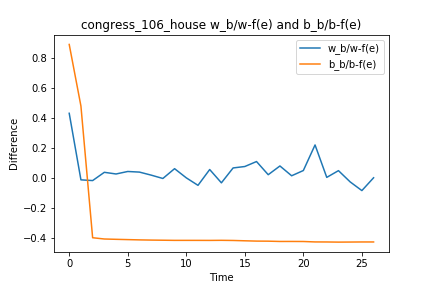 congress_106_house w_b/w-f(e) and b_b/b-f(e)
w_b/w-f(e)
b_b/b-f(e)
Difference
0.8
0.6
0.4
0.2
0.0
−0.2
−0.4
0 5 10 15 20 25
Time